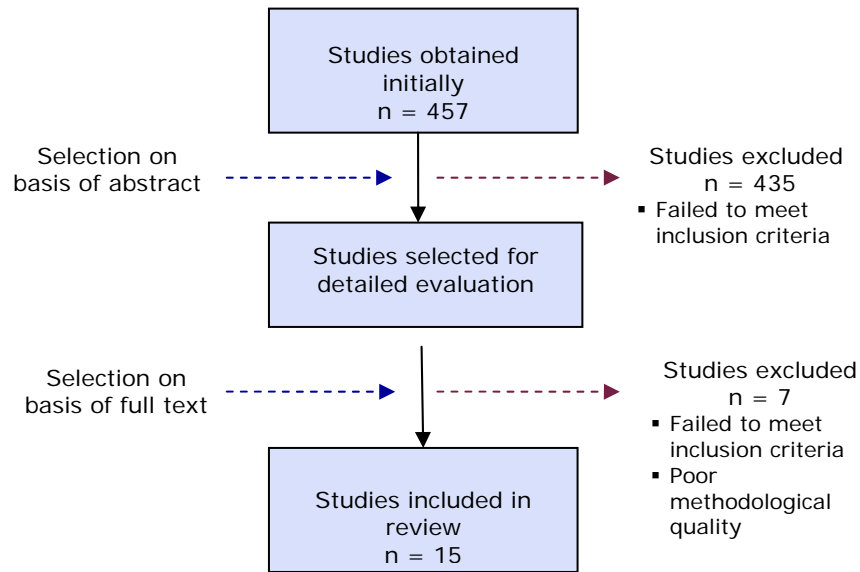 Studies obtained
initially
n = 457
Selection on
basis of abstract
Studies excluded
n = 435
▪ Failed to meet
inclusion criteria
Studies selected for
detailed evaluation
Selection on
basis of full text
Studies excluded
n = 7
▪ Failed to meet
inclusion criteria
▪ Poor
methodological
quality
Studies included in
review
n = 15